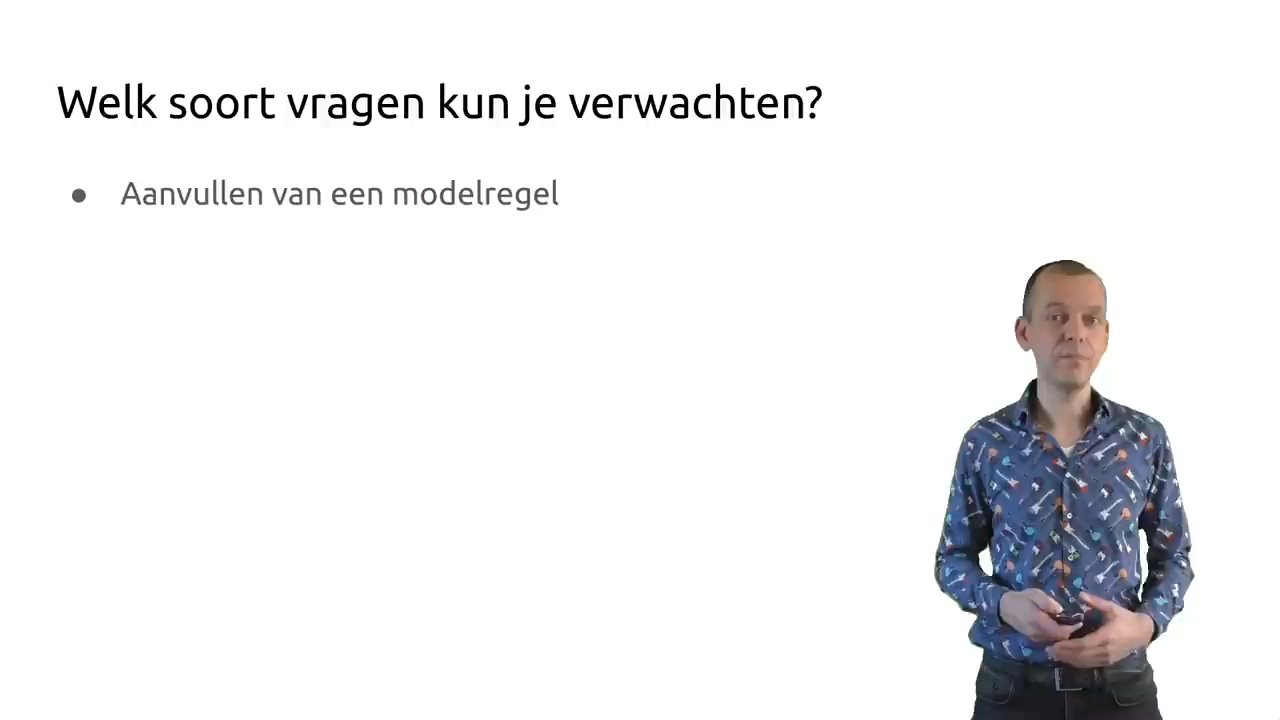 Welk soort vragen kun je verwachten?
● Aanvullen van een modelregel